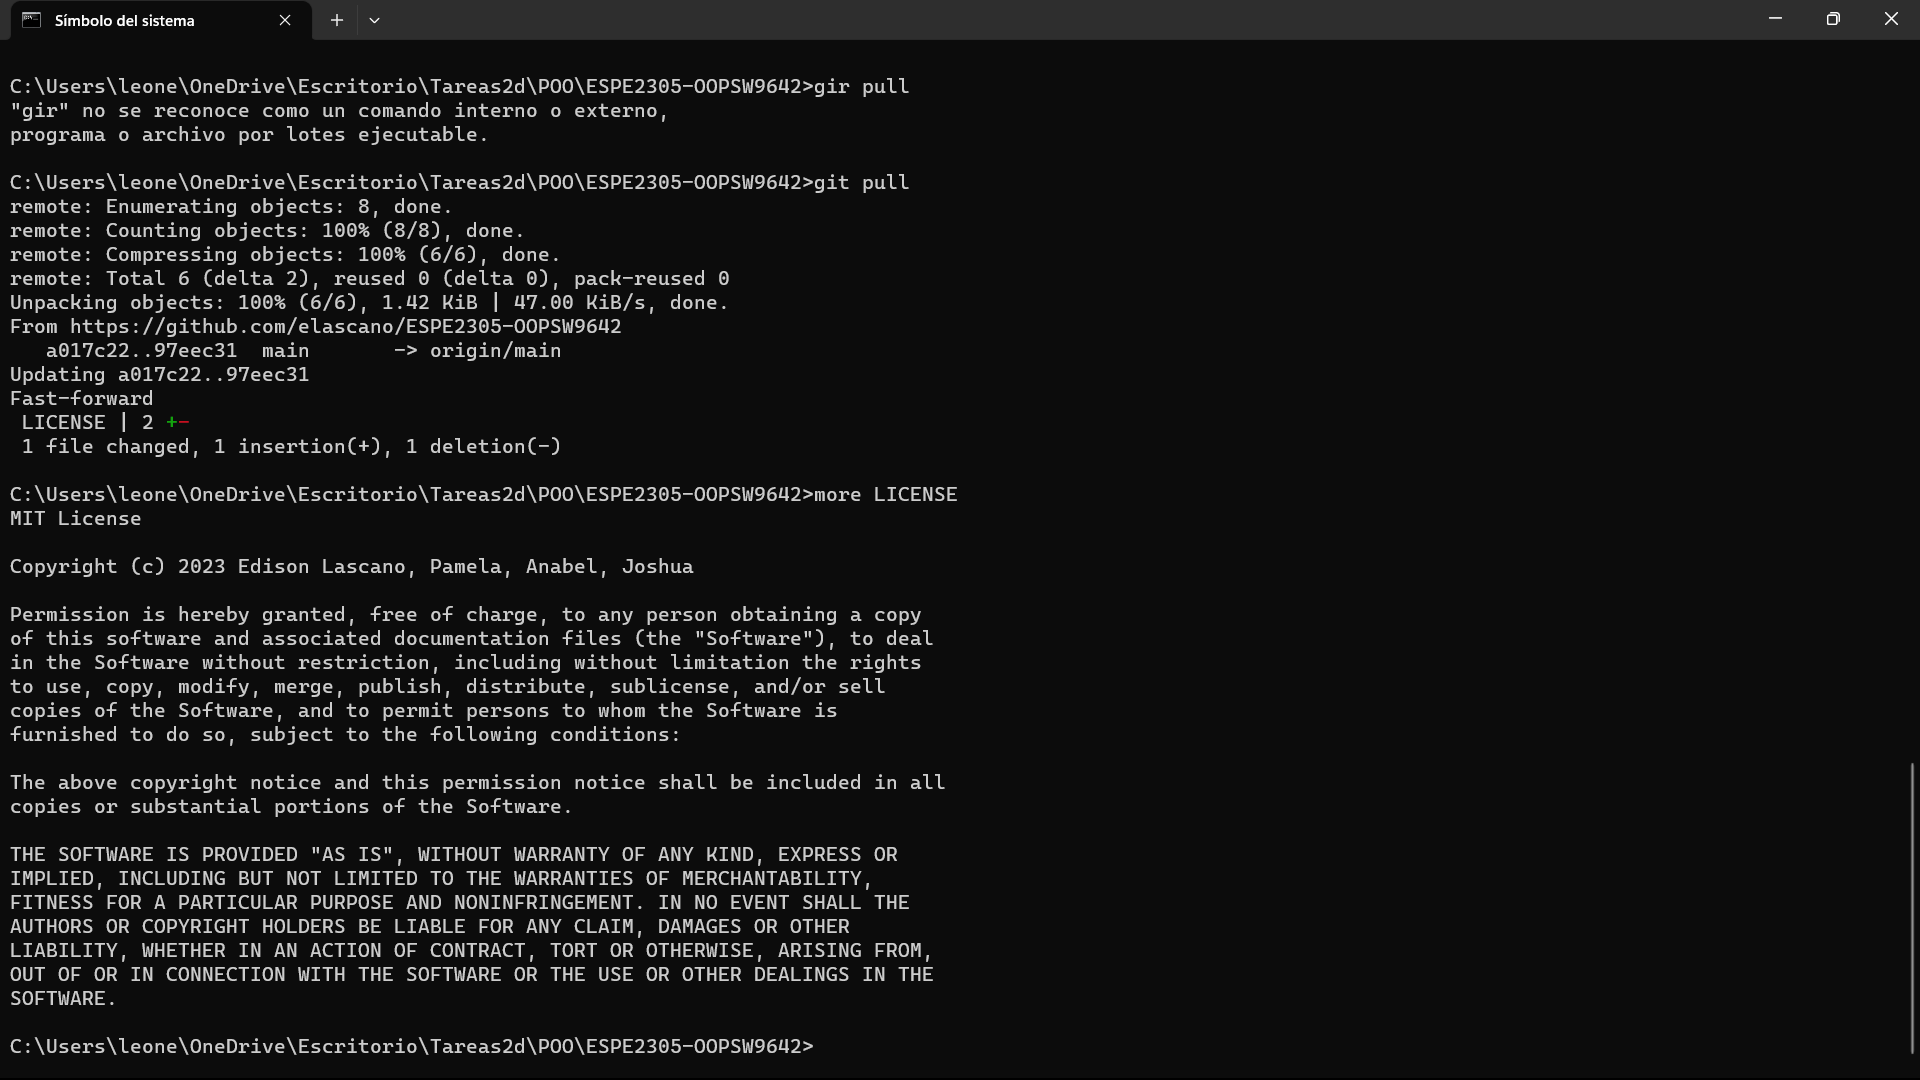 Símbolo del sistema
C:\Users\leone\OneDrive\Escritorio\Tareas2d\POO\ESPE2305-OOPSW9642>gir pull
"gir" no se reconoce como un comando interno o externo,
programa o archivo por lotes ejecutable.
C:\Users\leone\OneDrive\Escritorio\Tareas2d\POO\ESPE2305-OOPSW9642>git pull
remote: Enumerating objects: 8, done.
remote: Counting objects: 100% (8/8), done.
remote: Compressing objects: 100% (6/6), done.
remote: Total 6 (delta 2), reused 0 (delta 0), pack-reused 0
Unpacking objects: 100% (6/6), 1.42 KiB | 47.00 KiB/s, done.
From https://github.com/elascano/ESPE2305-OOPSW9642
   a017c22..97eec31  main       -> origin/main
Updating a017c22..97eec31
Fast-forward
 LICENSE | 2 +-
 1 file changed, 1 insertion(+), 1 deletion(-)
C:\Users\leone\OneDrive\Escritorio\Tareas2d\POO\ESPE2305-OOPSW9642>more LICENSE
MIT License
Copyright (c) 2023 Edison Lascano, Pamela, Anabel, Joshua
Permission is hereby granted, free of charge, to any person obtaining a copy
of this software and associated documentation files (the "Software"), to deal
in the Software without restriction, including without limitation the rights
to use, copy, modify, merge, publish, distribute, sublicense, and/or sell
copies of the Software, and to permit persons to whom the Software is
furnished to do so, subject to the following conditions:
The above copyright notice and this permission notice shall be included in all
copies or substantial portions of the Software.
THE SOFTWARE IS PROVIDED "AS IS", WITHOUT WARRANTY OF ANY KIND, EXPRESS OR
IMPLIED, INCLUDING BUT NOT LIMITED TO THE WARRANTIES OF MERCHANTABILITY,
FITNESS FOR A PARTICULAR PURPOSE AND NONINFRINGEMENT. IN NO EVENT SHALL THE
AUTHORS OR COPYRIGHT HOLDERS BE LIABLE FOR ANY CLAIM, DAMAGES OR OTHER
LIABILITY, WHETHER IN AN ACTION OF CONTRACT, TORT OR OTHERWISE, ARISING FROM,
OUT OF OR IN CONNECTION WITH THE SOFTWARE OR THE USE OR OTHER DEALINGS IN THE
SOFTWARE.
C:\Users\leone\OneDrive\Escritorio\Tareas2d\POO\ESPE2305-OOPSW9642>